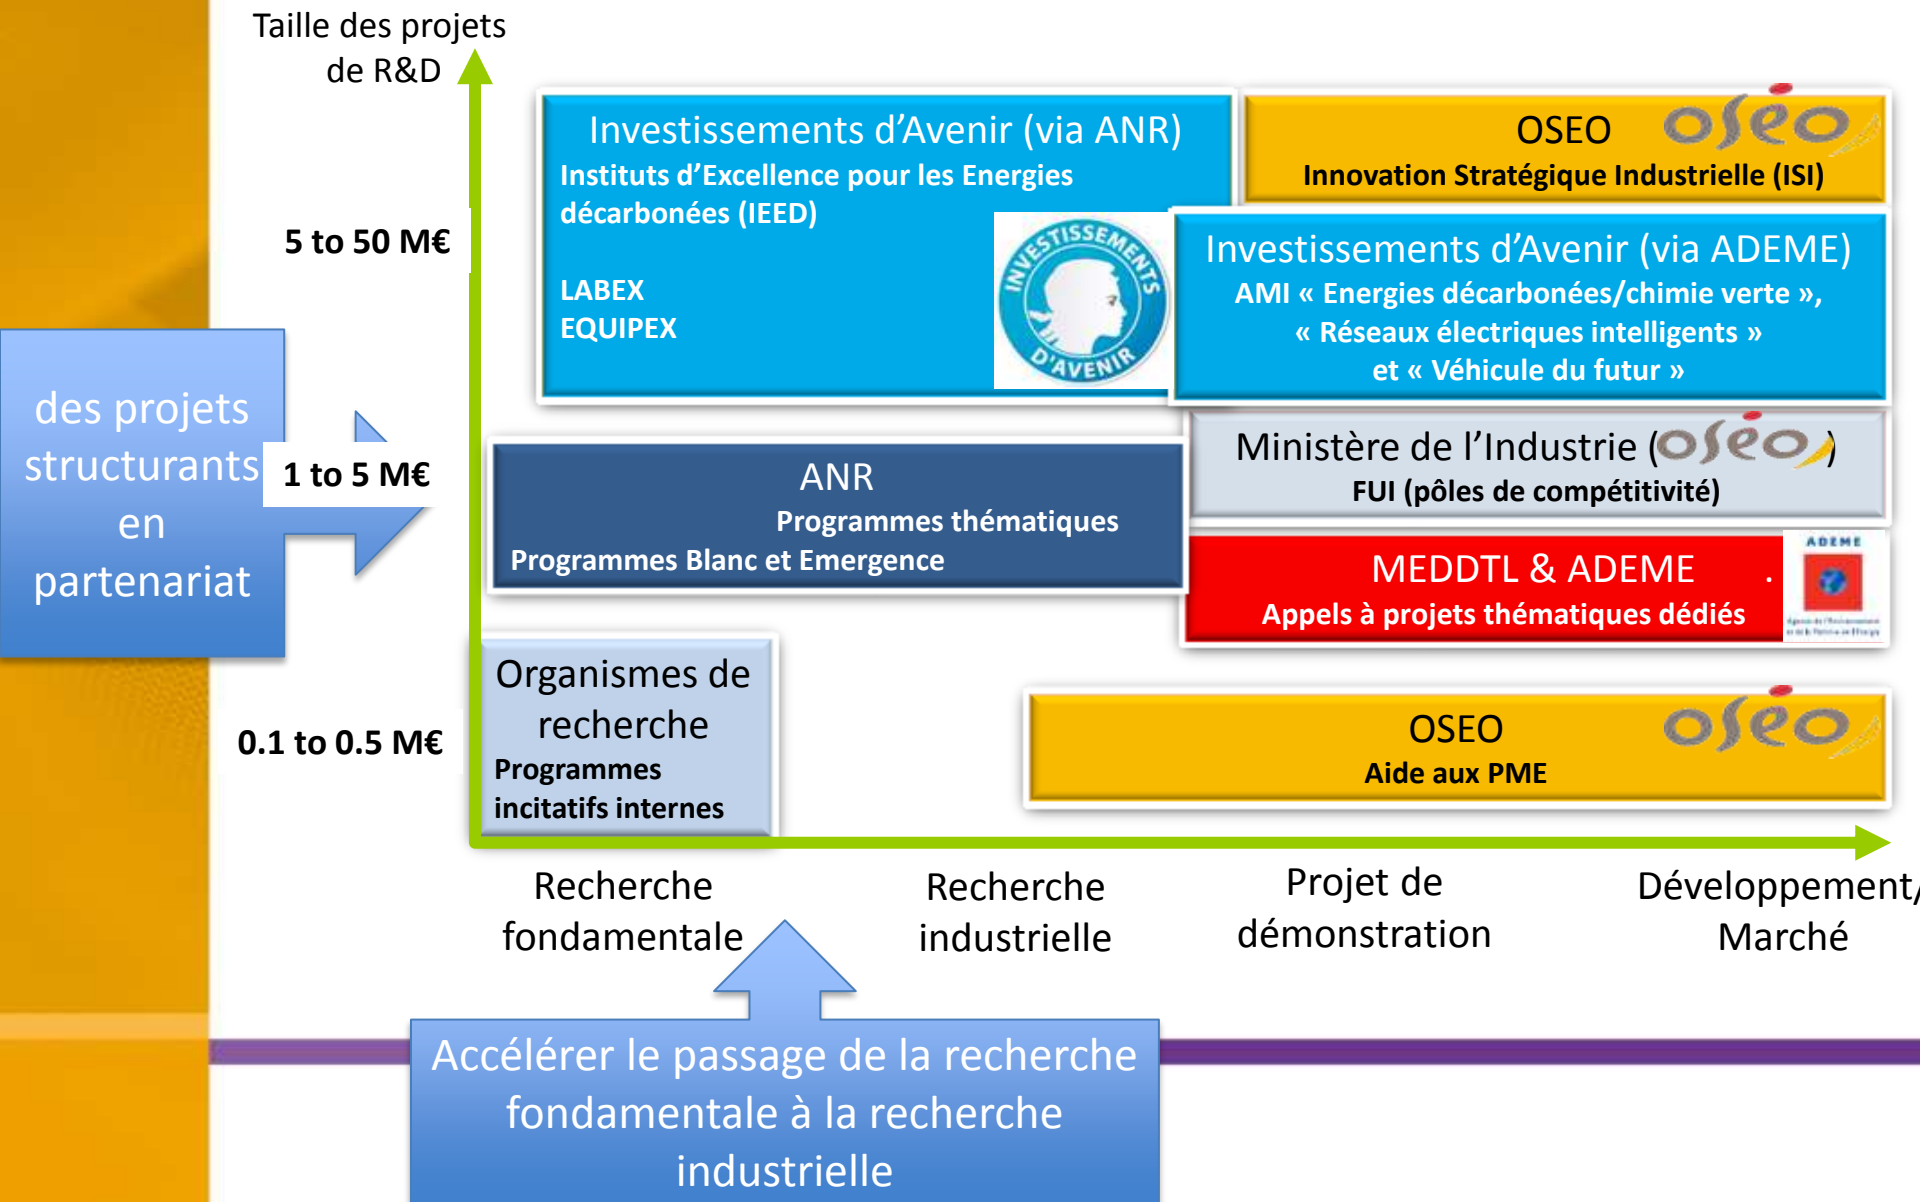 Taille des projets
de R&D
Investissements d’Avenir (via ANR)
Instituts d’Excellence pour les Energies
décarbonées (IEED)
LABEX
EQUIPEX
INVESTISSEMENTS
D'AVENIR
OSEO
oséo
Innovation Stratégique Industrielle (ISI)
5 to 50 M€
Investissements d’Avenir (via ADEME)
AMI « Energies décarbonées/chimie verte »,
« Réseaux électriques intelligents »
et « Véhicule du futur »
des projets
structurants
en
partenariat
1 to 5 M€
ANR
Programmes thématiques
Programmes Blanc et Emergence
Ministère de l’Industrie (oséo)
FUI (pôles de compétitivité)
MEDDTL & ADEME .
Appels à projets thématiques dédiés
ADEME
0.1 to 0.5 M€
Organismes de
recherche
Programmes
incitatifs internes
OSEO
oséo
Aide aux PME
Recherche
fondamentale
Recherche
industrielle
Projet de
démonstration
Développement/
Marché
Accélérer le passage de la recherche
fondamentale à la recherche
industrielle